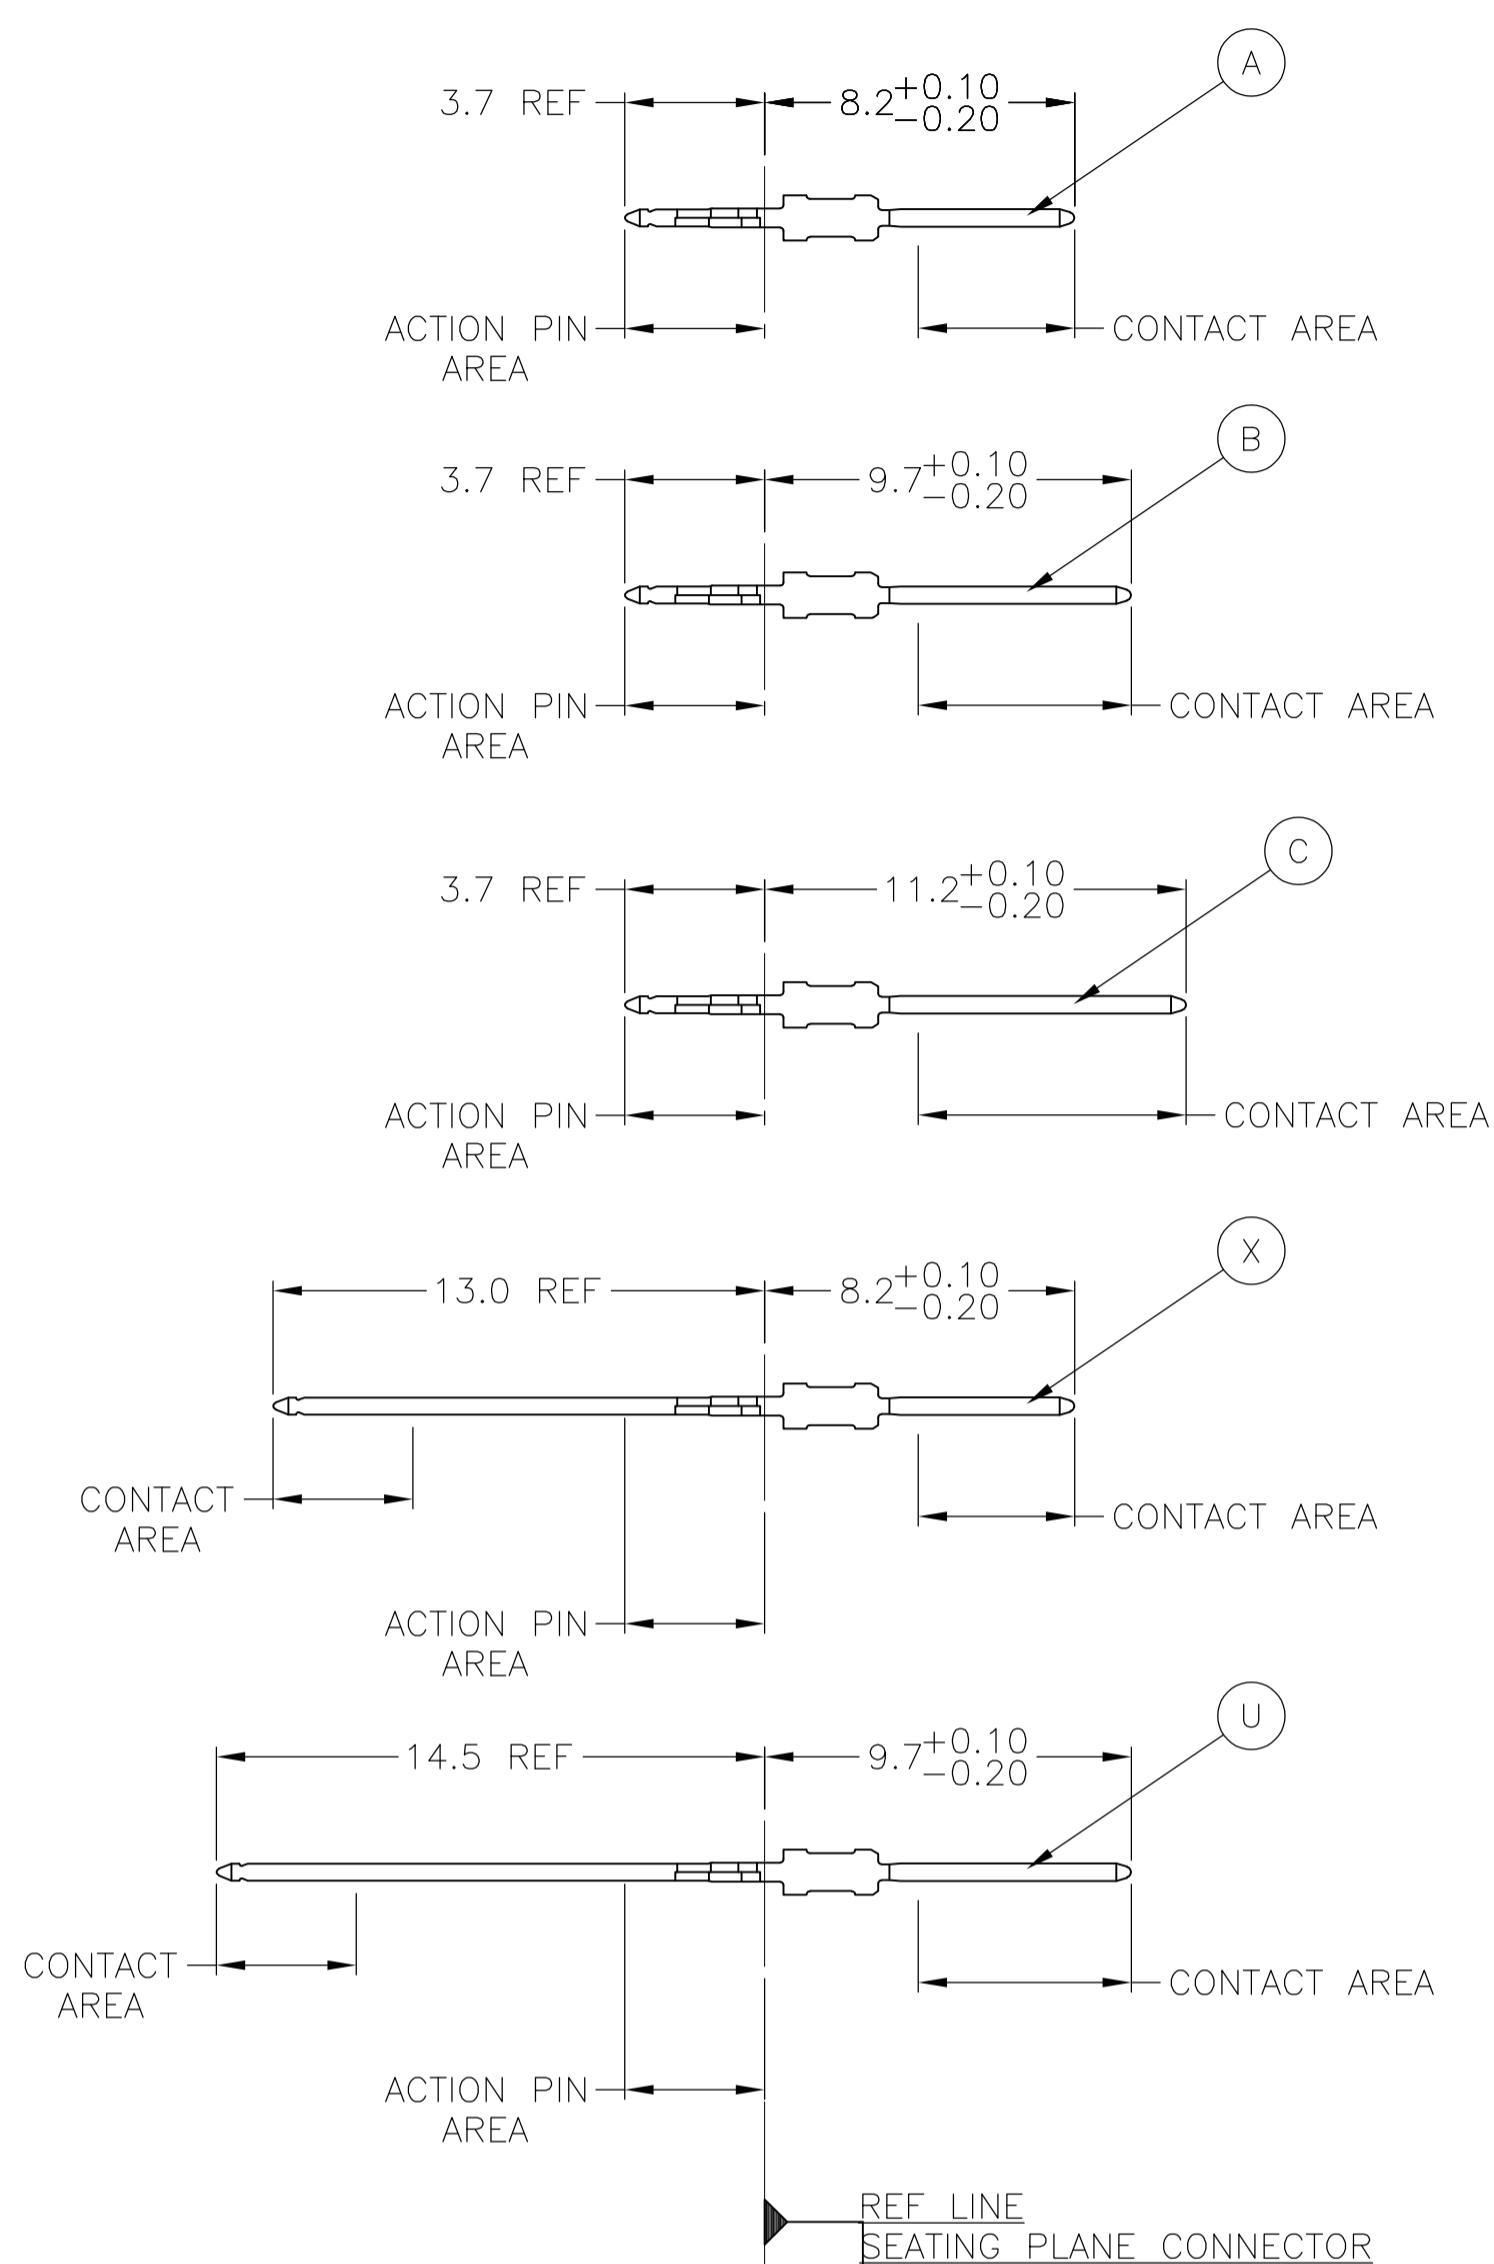 A
3.7 REF
8.2 +0.10 -0.20
ACTION PIN
AREA
CONTACT AREA
B
3.7 REF
9.7 +0.10 -0.20
ACTION PIN
AREA
CONTACT AREA
C
3.7 REF
11.2 +0.10 -0.20
ACTION PIN
AREA
CONTACT AREA
X
13.0 REF
8.2 +0.10 -0.20
CONTACT
AREA
CONTACT AREA
ACTION PIN
AREA
U
14.5 REF
9.7 +0.10 -0.20
CONTACT
AREA
CONTACT AREA
ACTION PIN
AREA
REF LINE
SEATING PLANE CONNECTOR